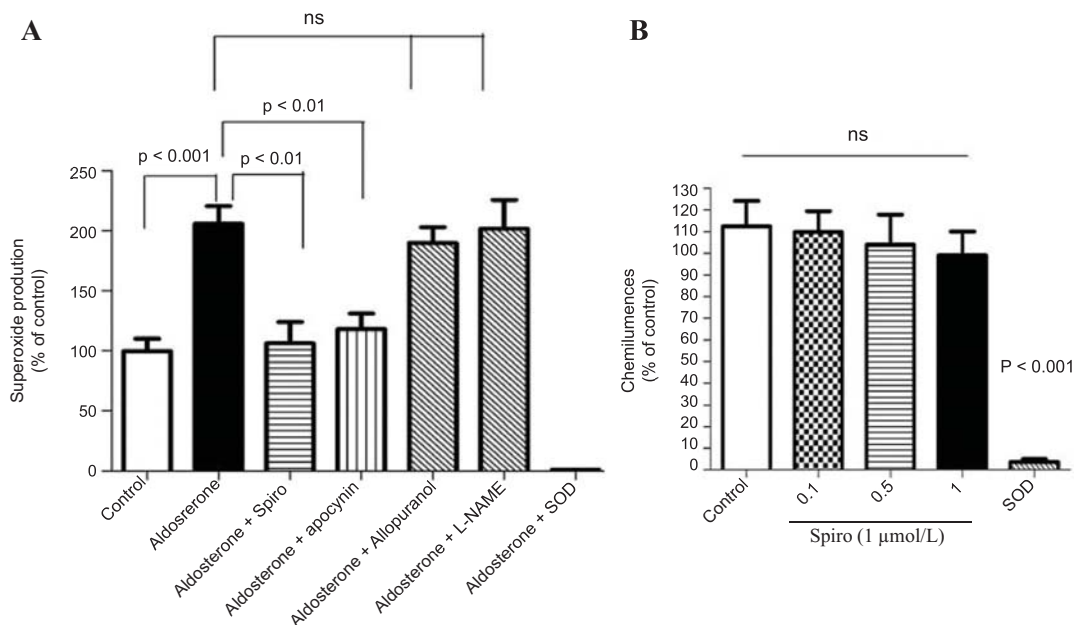 A
ns
p < 0.01
p < 0.001
p < 0.01
Superoxide prodution
(% of control)
250
200
150
100
50
0
Control
Aldosrerone
Aldosterone + Spiro
Aldosterone + apocynin
Aldosterone + Allopuranol
Aldosterone + L-NAME
Aldosterone + SOD
B
ns
Chemilumences
(% of control)
130
120
110
100
90
80
70
60
50
40
30
20
10
0
P < 0.001
Control
0.1
0.5
1
SOD
Spiro (1 μmol/L)